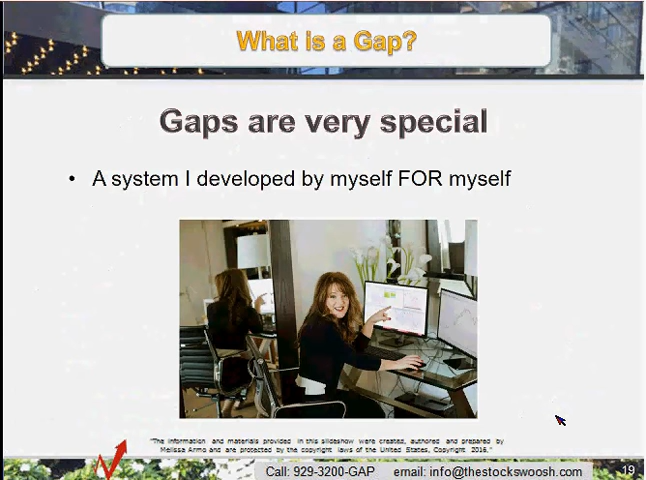 What is a Gap?
Gaps are very special
• A system I developed by myself FOR myself
"The information and materials provided in this slideshow were created, authored and prepared by
Melissa Armo and are protected by the copyright laws of the United States, Copyright 2016."
Call: 929-3200-GAP email: info@thestockswoosh.com
19